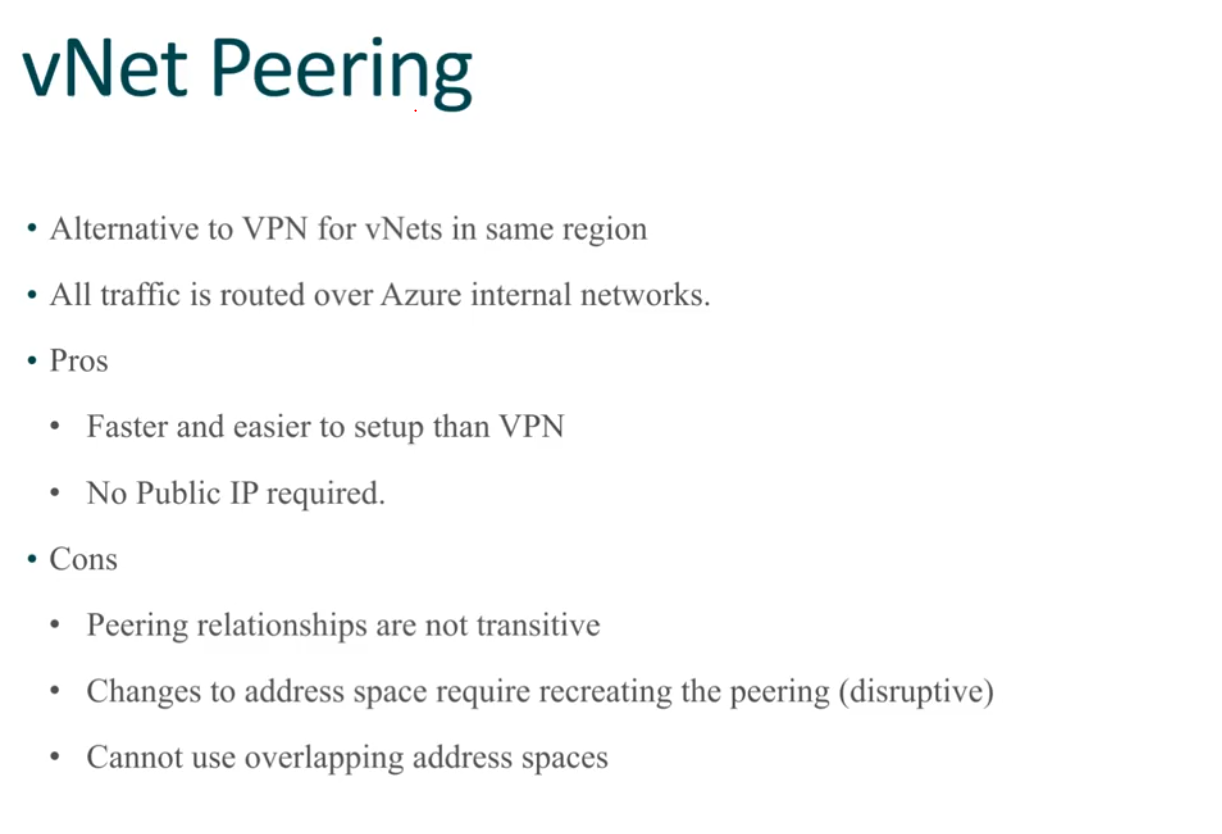 vNet Peering
• Alternative to VPN for vNets in same region
• All traffic is routed over Azure internal networks.
• Pros
• Faster and easier to setup than VPN
• No Public IP required.
• Cons
• Peering relationships are not transitive
• Changes to address space require recreating the peering (disruptive)
• Cannot use overlapping address spaces